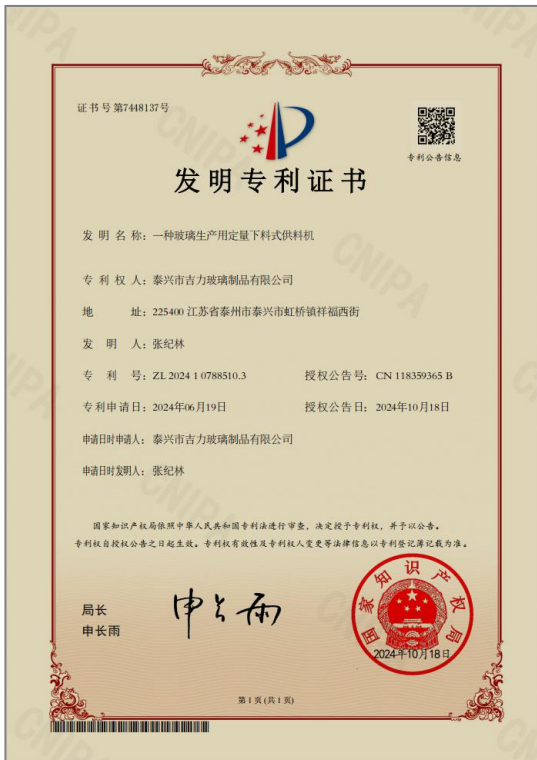 证书号第7448137号
专利公告信息
发明专利证书
发明名称：一种玻璃生产用定量下料式供料机
专利权人：泰兴市吉力玻璃制品有限公司
地址：225400 江苏省泰州市泰兴市虹桥镇祥福西街
发明人：张纪林
专利号：ZL 2024 1 0788510.3 授权公告号：CN 118359365 B
专利申请日：2024年06月19日 授权公告日：2024年10月18日
申请日时申请人：泰兴市吉力玻璃制品有限公司
申请日时发明人：张纪林
国家知识产权局依照中华人民共和国专利法进行审查，决定授予专利权，并予以公告。
专利权自授权公告之日起生效。专利权有效性及专利权人变更等法律信息以专利登记簿记载为准。
局长
申长雨
申长雨
国家知识产权局
2024年10月18日
第1页(共1页)
CNIPA